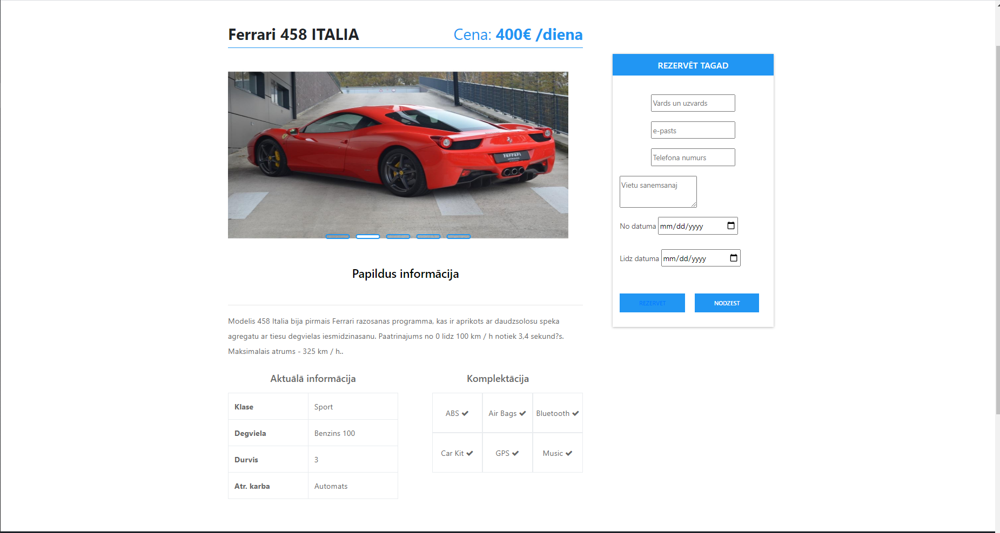 Ferrari 458 ITALIA
Cena: 400€ /diena
Ferrari
Papildus informācija
Modelis 458 Italia bija pirmais Ferrari razosanas programma, kas ir aprikots ar daudzsolosu speka
agregatu ar tiesu degvielas iesmidzinasanu. Paatrinajums no 0 lidz 100 km / h notiek 3,4 sekund?s.
Maksimalais atrums - 325 km / h..
Aktuālā informācija
Klase Sport
Degviela Benzins 100
Durvis 3
Atr. karba Automats
Komplektācija
ABS ✔ Air Bags ✔ Bluetooth ✔
Car Kit ✔ GPS ✔ Music ✔
REZERVĒT TAGAD
Vards un uzvards
e-pasts
Telefona numurs
Vietu sanemsanaj
No datuma mm/dd/yyyy
Lidz datuma mm/dd/yyyy
REZERVET NODZEST